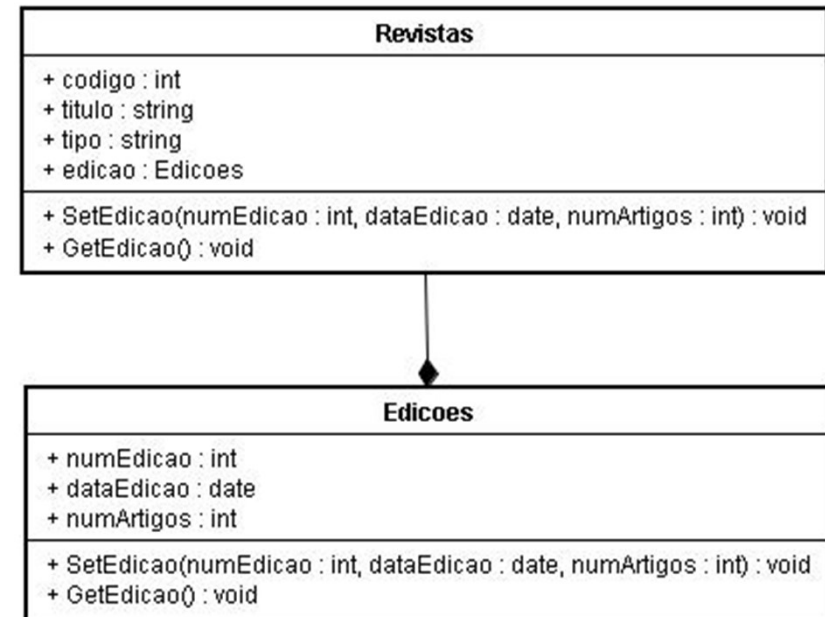 Revistas
+ codigo : int
+ titulo : string
+ tipo : string
+ edicao : Edicoes
+ SetEdicao(numEdicao : int, dataEdicao : date, numArtigos : int) : void
+ GetEdicao() : void
Edicoes
+ numEdicao : int
+ dataEdicao : date
+ numArtigos : int
+ SetEdicao(numEdicao : int, dataEdicao : date, numArtigos : int) : void
+ GetEdicao() : void